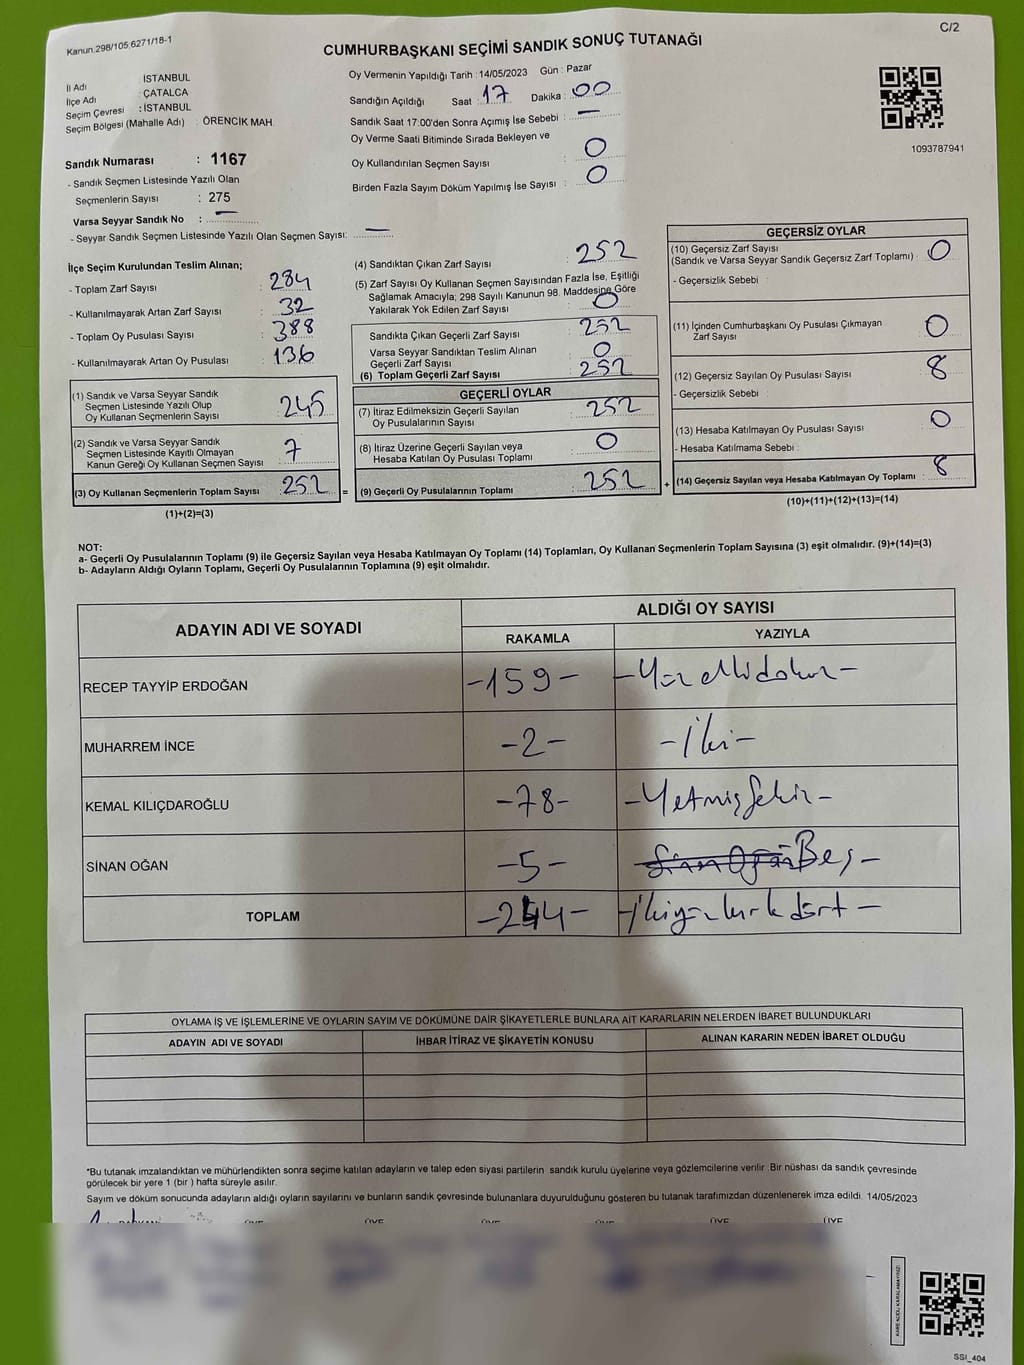 Kanun.298/105,6271/18-1
C/2
CUMHURBAŞKANI SEÇİMİ SANDIK SONUÇ TUTANAĞI
İl Adı İSTANBUL
İlçe Adı : ÇATALCA
Seçim Çevresi : İSTANBUL
Seçim Bölgesi (Mahalle Adı) : ÖRENCİK MAH.
Sandık Numarası : 1167
- Sandık Seçmen Listesinde Yazılı Olan
Seçmenlerin Sayısı : 275
Varsa Seyyar Sandık No : —
- Seyyar Sandık Seçmen Listesinde Yazılı Olan Seçmen Sayısı: —
Oy Vermenin Yapıldığı Tarih : 14/05/2023 Gün : Pazar
Sandığın Açıldığı Saat : 17 Dakika : 00
Sandık Saat 17:00'den Sonra Açımış İse Sebebi : —
Oy Verme Saati Bitiminde Sırada Bekleyen ve
Oy Kullandırılan Seçmen Sayısı : 0
Birden Fazla Sayım Döküm Yapılmış İse Sayısı : 0
1093787941
İlçe Seçim Kurulundan Teslim Alınan;
- Toplam Zarf Sayısı : 284
- Kullanılmayarak Artan Zarf Sayısı : 32
- Toplam Oy Pusulası Sayısı : 388
- Kullanılmayarak Artan Oy Pusulası : 136
(1) Sandık ve Varsa Seyyar Sandık
Seçmen Listesinde Yazılı Olup
Oy Kullanan Seçmenlerin Sayısı : 245
(2) Sandık ve Varsa Seyyar Sandık
Seçmen Listesinde Kayıtlı Olmayan
Kanun Gereği Oy Kullanan Seçmen Sayısı : 7
(3) Oy Kullanan Seçmenlerin Toplam Sayısı : 252 =
(1)+(2)=(3)
(4) Sandıktan Çıkan Zarf Sayısı : 252
(5) Zarf Sayısı Oy Kullanan Seçmen Sayısından Fazla İse, Eşitliği
Sağlamak Amacıyla; 298 Sayılı Kanunun 98. Maddesine Göre
Yakılarak Yok Edilen Zarf Sayısı : 0
Sandıkta Çıkan Geçerli Zarf Sayısı : 252
Varsa Seyyar Sandıktan Teslim Alınan
Geçerli Zarf Sayısı : 0
(6) Toplam Geçerli Zarf Sayısı : 252
GEÇERLİ OYLAR
(7) İtiraz Edilmeksizin Geçerli Sayılan
Oy Pusulalarının Sayısı : 252
(8) İtiraz Üzerine Geçerli Sayılan veya
Hesaba Katılan Oy Pusulası Toplamı : 0
(9) Geçerli Oy Pusulalarının Toplamı : 252 +
GEÇERSİZ OYLAR
(10) Geçersiz Zarf Sayısı
(Sandık ve Varsa Seyyar Sandık Geçersiz Zarf Toplamı) : 0
- Geçersizlik Sebebi :
(11) İçinden Cumhurbaşkanı Oy Pusulası Çıkmayan
Zarf Sayısı : 0
(12) Geçersiz Sayılan Oy Pusulası Sayısı : 8
- Geçersizlik Sebebi :
(13) Hesaba Katılmayan Oy Pusulası Sayısı : 0
- Hesaba Katılmama Sebebi :
(14) Geçersiz Sayılan veya Hesaba Katılmayan Oy Toplamı : 8
(10)+(11)+(12)+(13)=(14)
NOT:
a- Geçerli Oy Pusulalarının Toplamı (9) ile Geçersiz Sayılan veya Hesaba Katılmayan Oy Toplamı (14) Toplamları, Oy Kullanan Seçmenlerin Toplam Sayısına (3) eşit olmalıdır. (9)+(14)=(3)
b- Adayların Aldığı Oyların Toplamı, Geçerli Oy Pusulalarının Toplamına (9) eşit olmalıdır.
ADAYIN ADI VE SOYADI
ALDIĞI OY SAYISI
RAKAMLA YAZIYLA
RECEP TAYYİP ERDOĞAN -159- -Yüz elli dokuz-
MUHARREM İNCE -2- -İki-
KEMAL KILIÇDAROĞLU -78- -Yetmiş Sekiz-
SİNAN OĞAN -5- Sinan Oğan Beş-
TOPLAM -244- -İkiyüz kırk dört-
OYLAMA İŞ VE İŞLEMLERİNE VE OYLARIN SAYIM VE DÖKÜMÜNE DAİR ŞİKAYETLERLE BUNLARA AİT KARARLARIN NELERDEN İBARET BULUNDUKLARI
ADAYIN ADI VE SOYADI İHBAR İTİRAZ VE ŞİKAYETİN KONUSU ALINAN KARARIN NEDEN İBARET OLDUĞU
*Bu tutanak imzalandıktan ve mühürlendikten sonra seçime katılan adayların ve talep eden siyasi partilerin sandık kurulu üyelerine veya gözlemcilerine verilir. Bir nüshası da sandık çevresinde
görülecek bir yere 1 (bir ) hafta süreyle asılır.
Sayım ve döküm sonucunda adayların aldığı oyların sayılarını ve bunların sandık çevresinde bulunanlara duyurulduğunu gösteren bu tutanak tarafımızdan düzenlenerek imza edildi. 14/05/2023
ÜYE ÜYE ÜYE ÜYE ÜYE ÜYE
KARE KODU KARALAMAYINIZ!
SSI_404